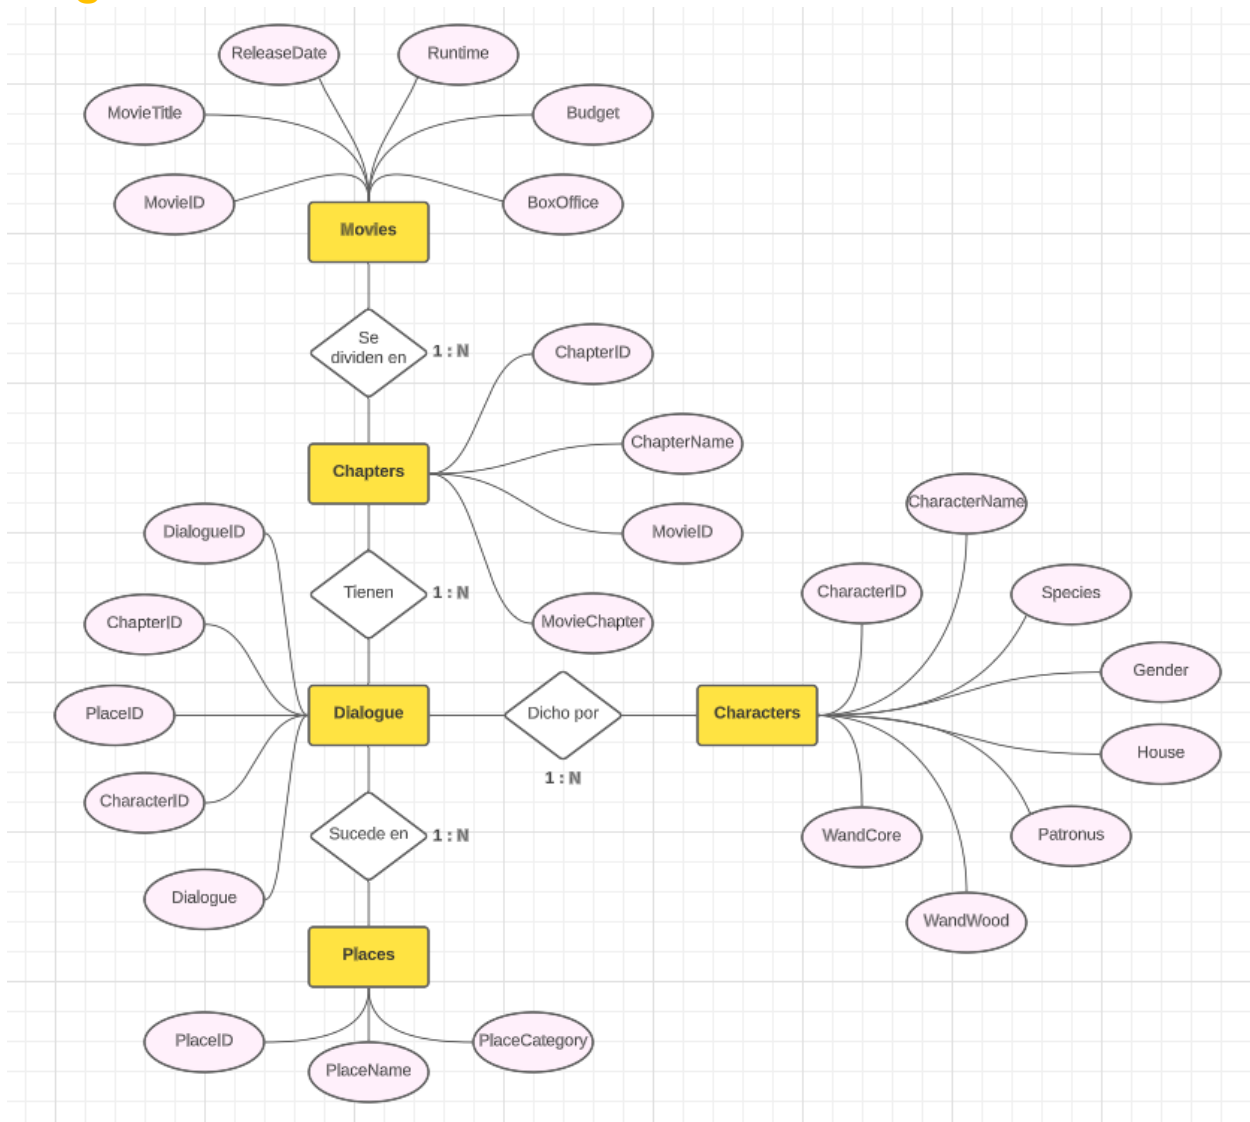 ReleaseDate
Runtime
MovieTitle
Budget
MovieID
BoxOffice
Movies
Se
dividen en
1 : N
ChapterID
ChapterName
Chapters
CharacterName
DialogueID
MovieID
Tienen
1 : N
CharacterID
Species
ChapterID
MovieChapter
Gender
PlaceID
Dialogue
Dicho por
Characters
House
1 : N
CharacterID
Sucede en
1 : N
WandCore
Patronus
Dialogue
WandWood
Places
PlaceID
PlaceName
PlaceCategory